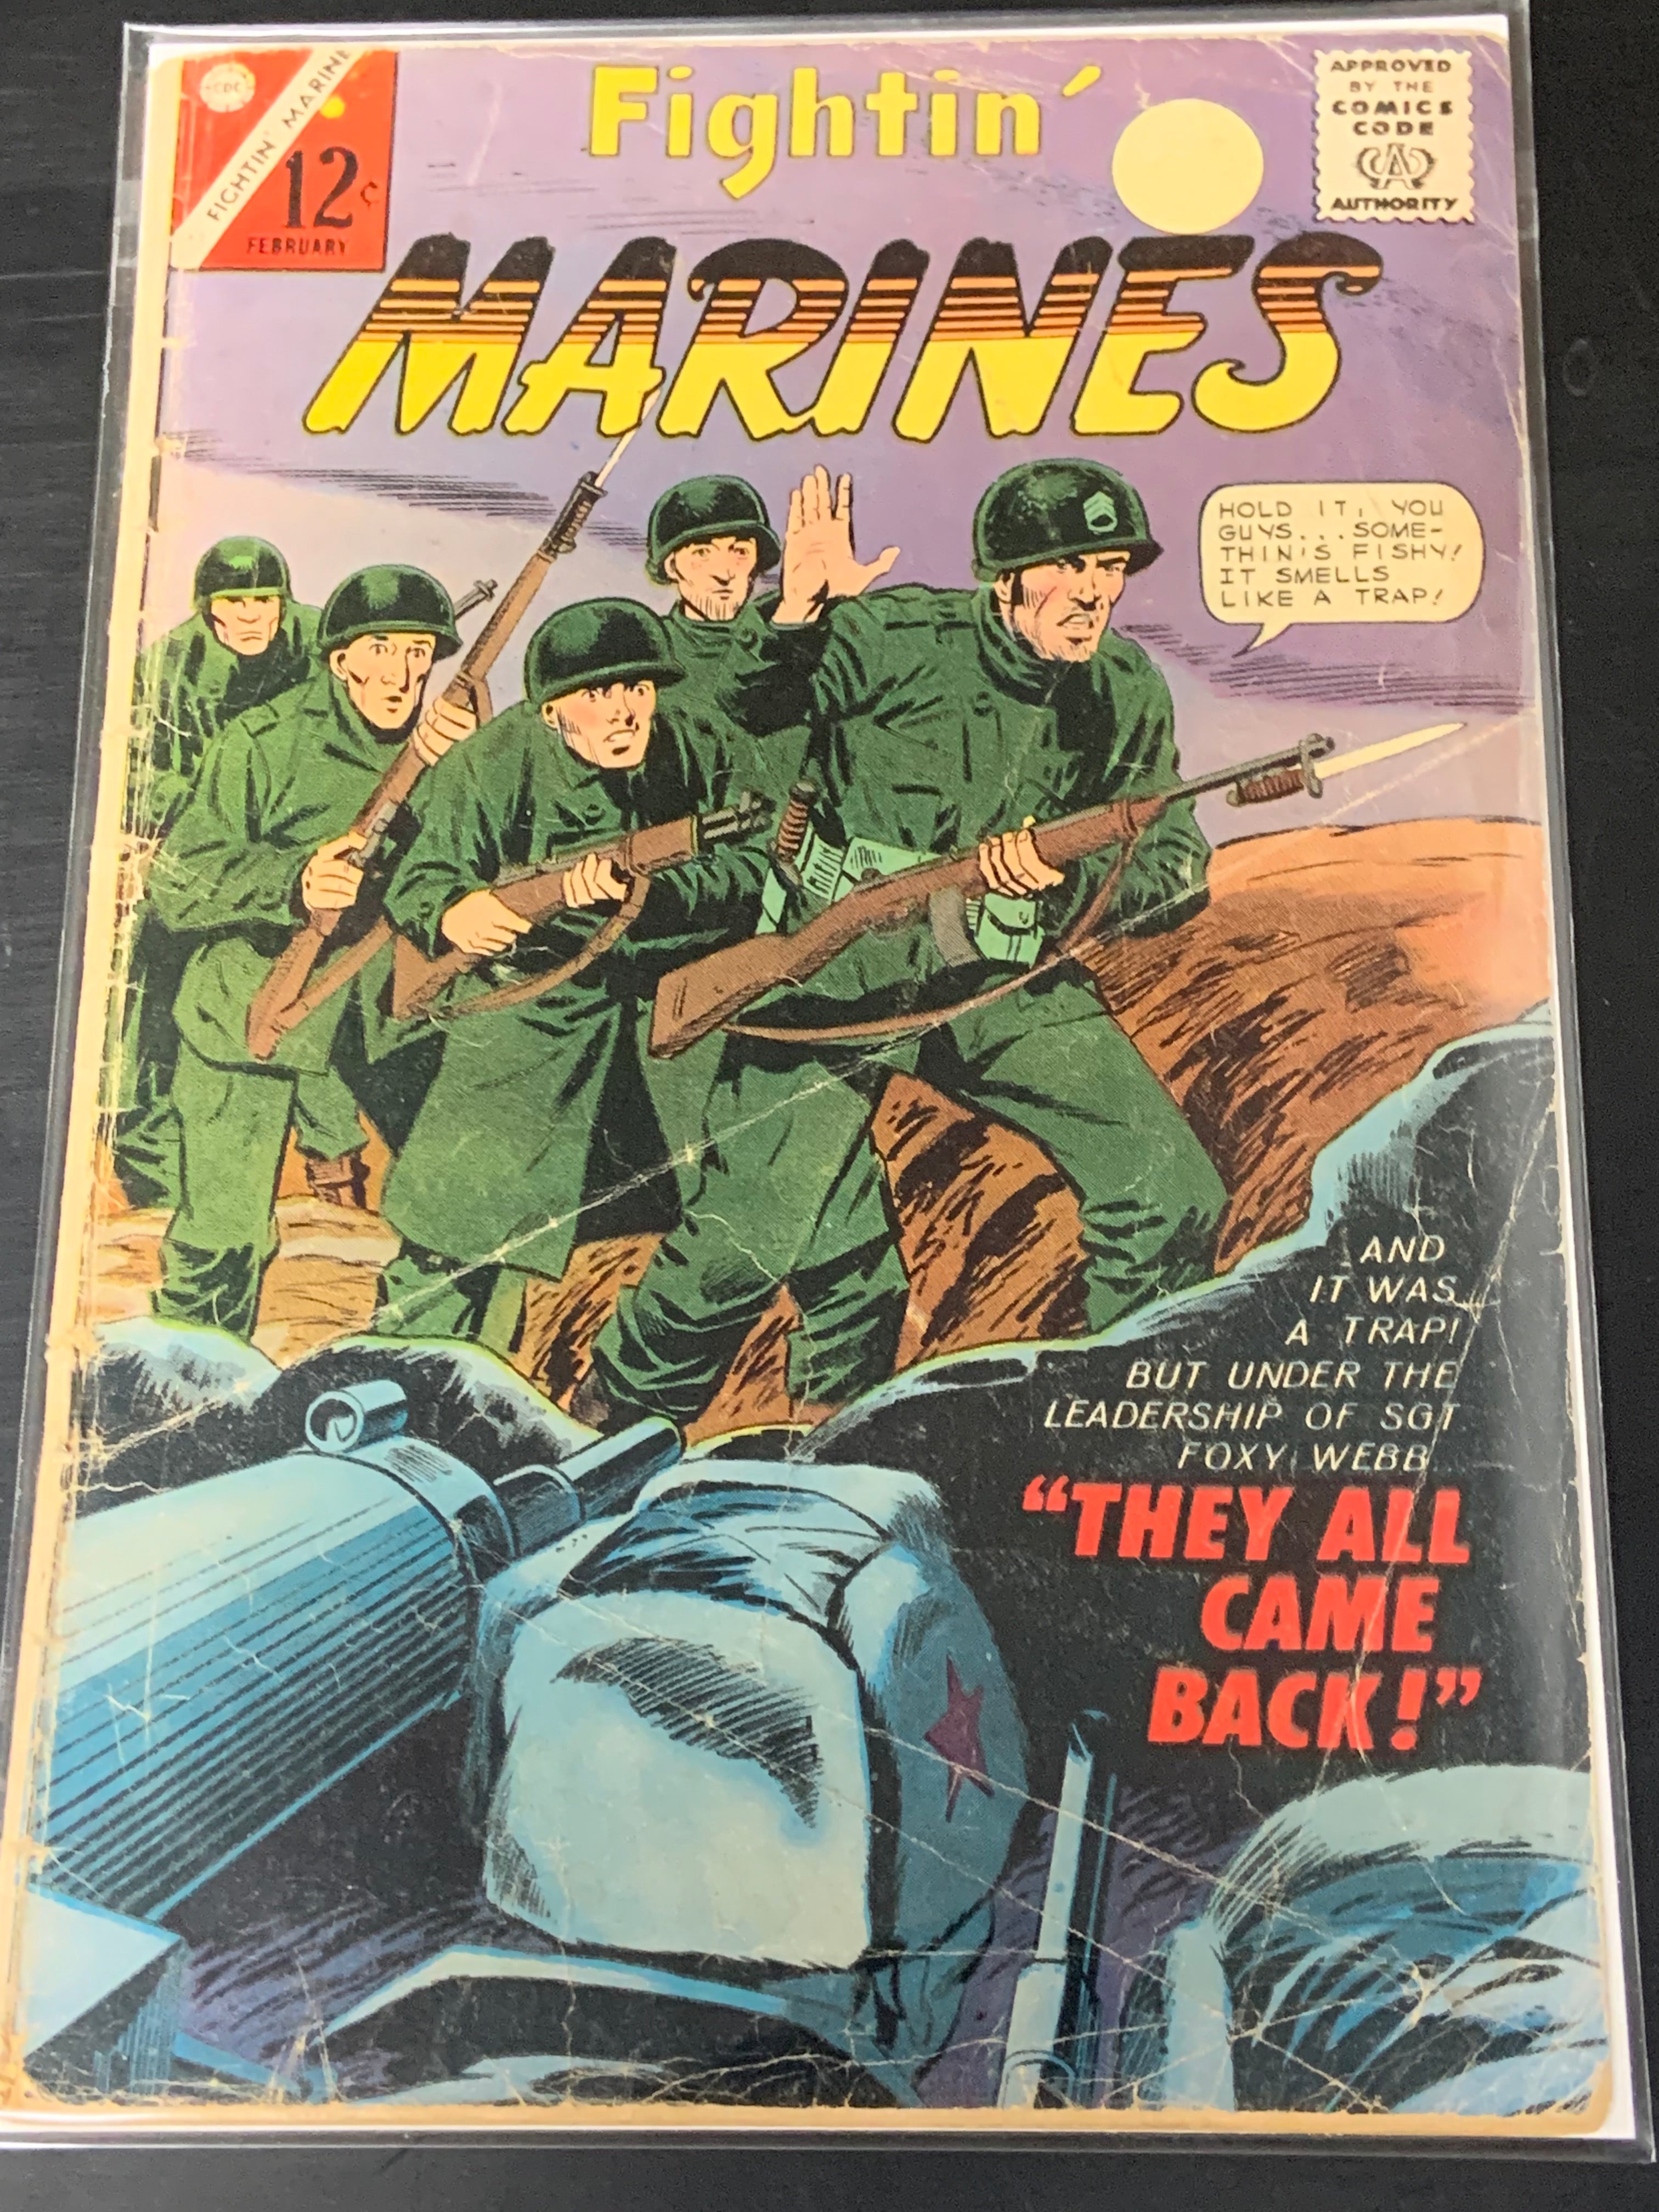 CDC
FIGHTIN' MARINE
12¢
FEBRUARY
Fightin'
MARINES
APPROVED
BY THE
COMICS
CODE
CA
AUTHORITY
HOLD IT, YOU
GUYS... SOME-
THIN'S FISHY!
IT SMELLS
LIKE A TRAP!
AND
IT WAS
A TRAP!
BUT UNDER THE
LEADERSHIP OF SGT
FOXY WEBB...
“THEY ALL
CAME
BACK!”